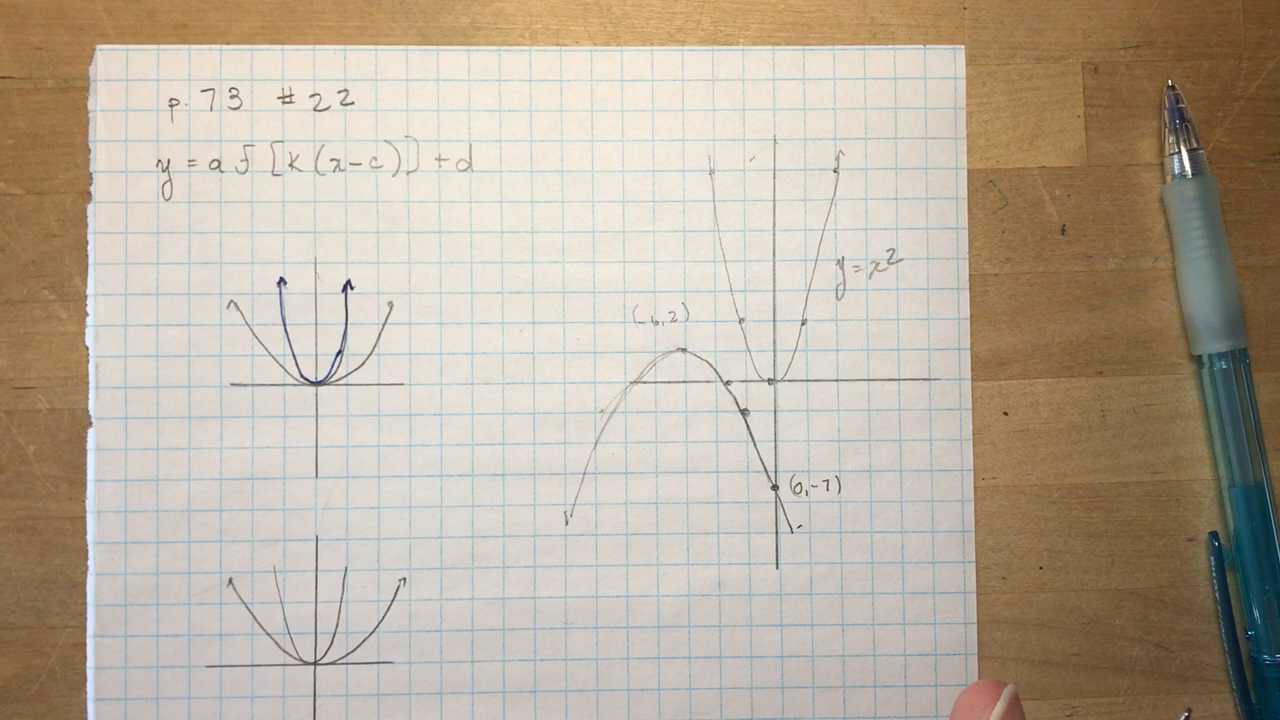 p. 73 # 22
y = a f [k(x-c)] + d
y = x²
(-6,2)
(0,-7)